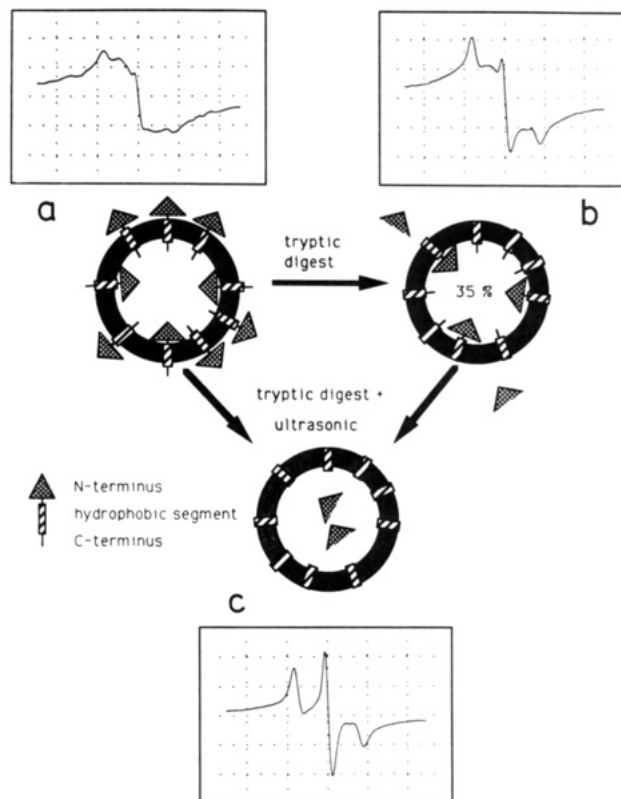 a
b
tryptic
digest
35 %
tryptic digest +
ultrasonic
N-terminus
hydrophobic segment
C-terminus
c